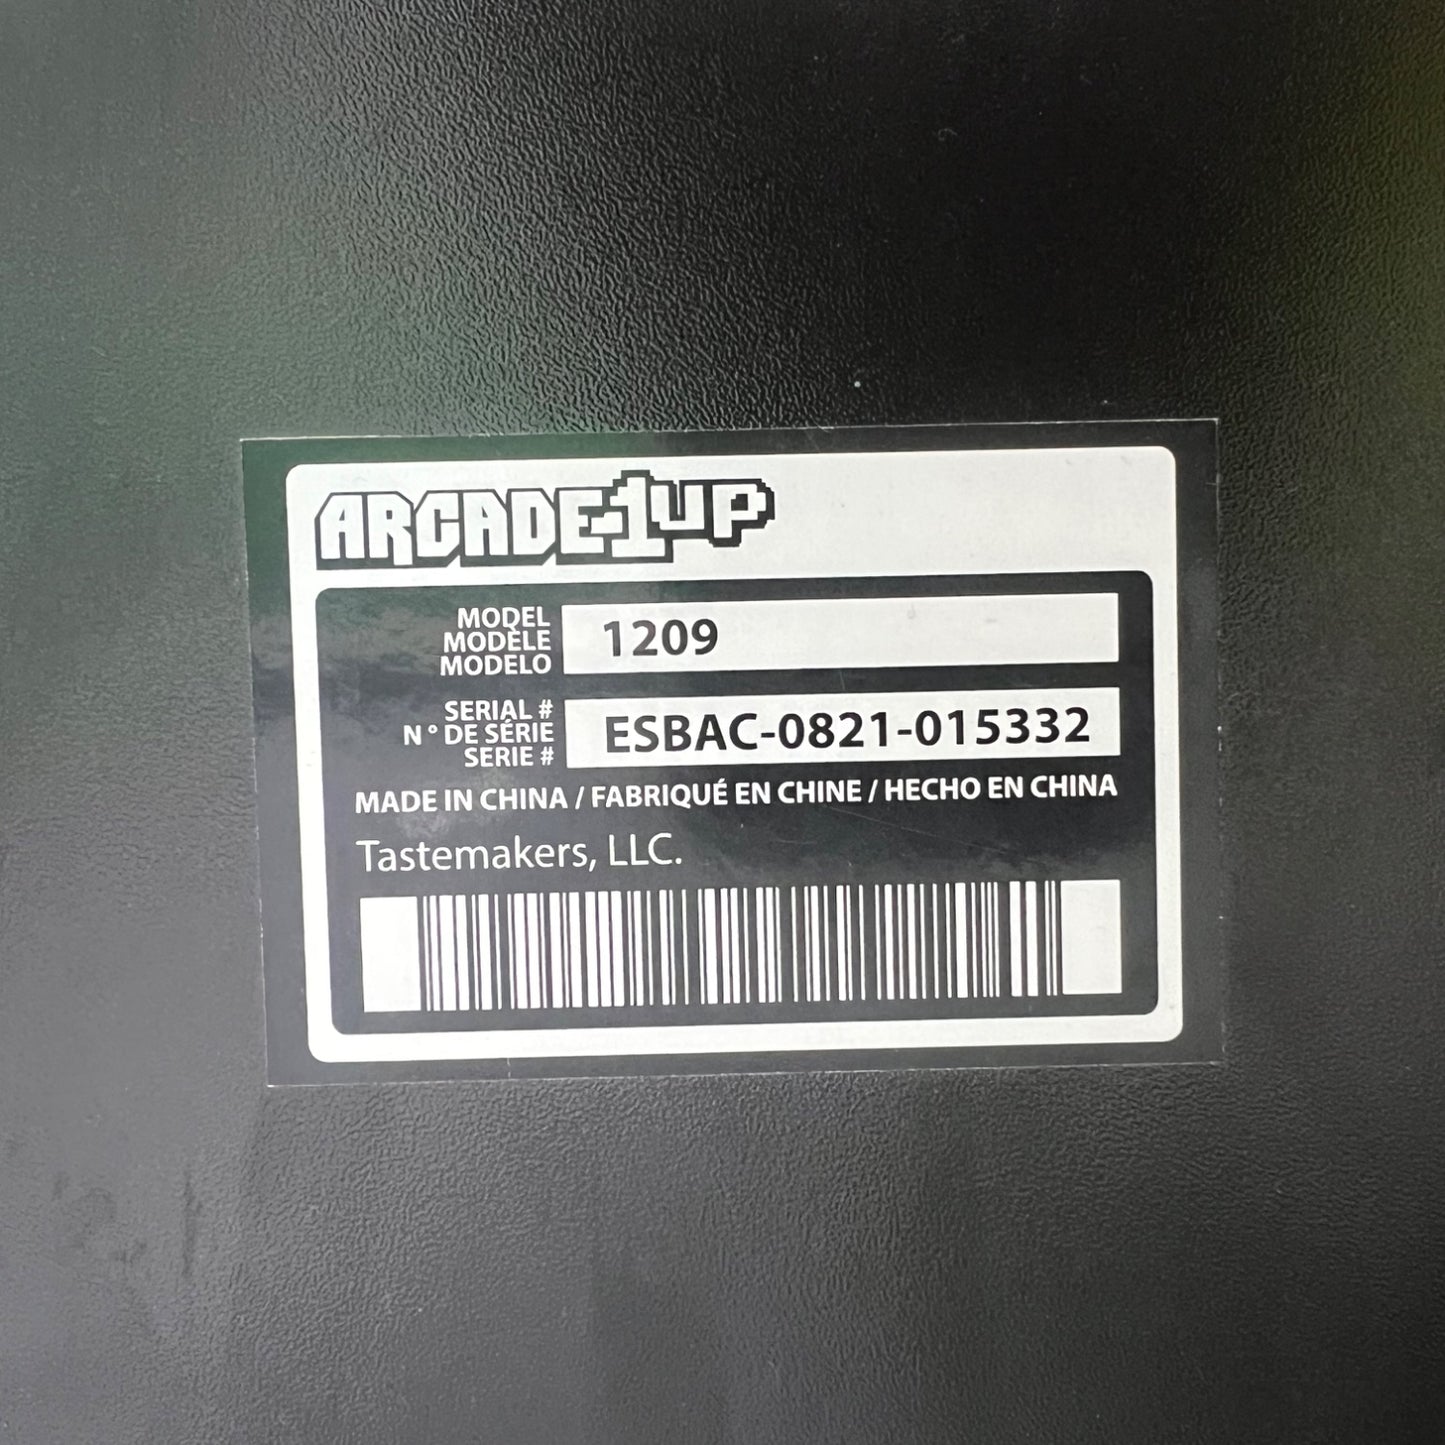 ARCADE1UP
MODEL
MODÈLE
MODELO
1209
SERIAL #
N° DE SÉRIE
SERIE #
ESBAC-0821-015332
MADE IN CHINA / FABRIQUÉ EN CHINE / HECHO EN CHINA
Tastemakers, LLC.